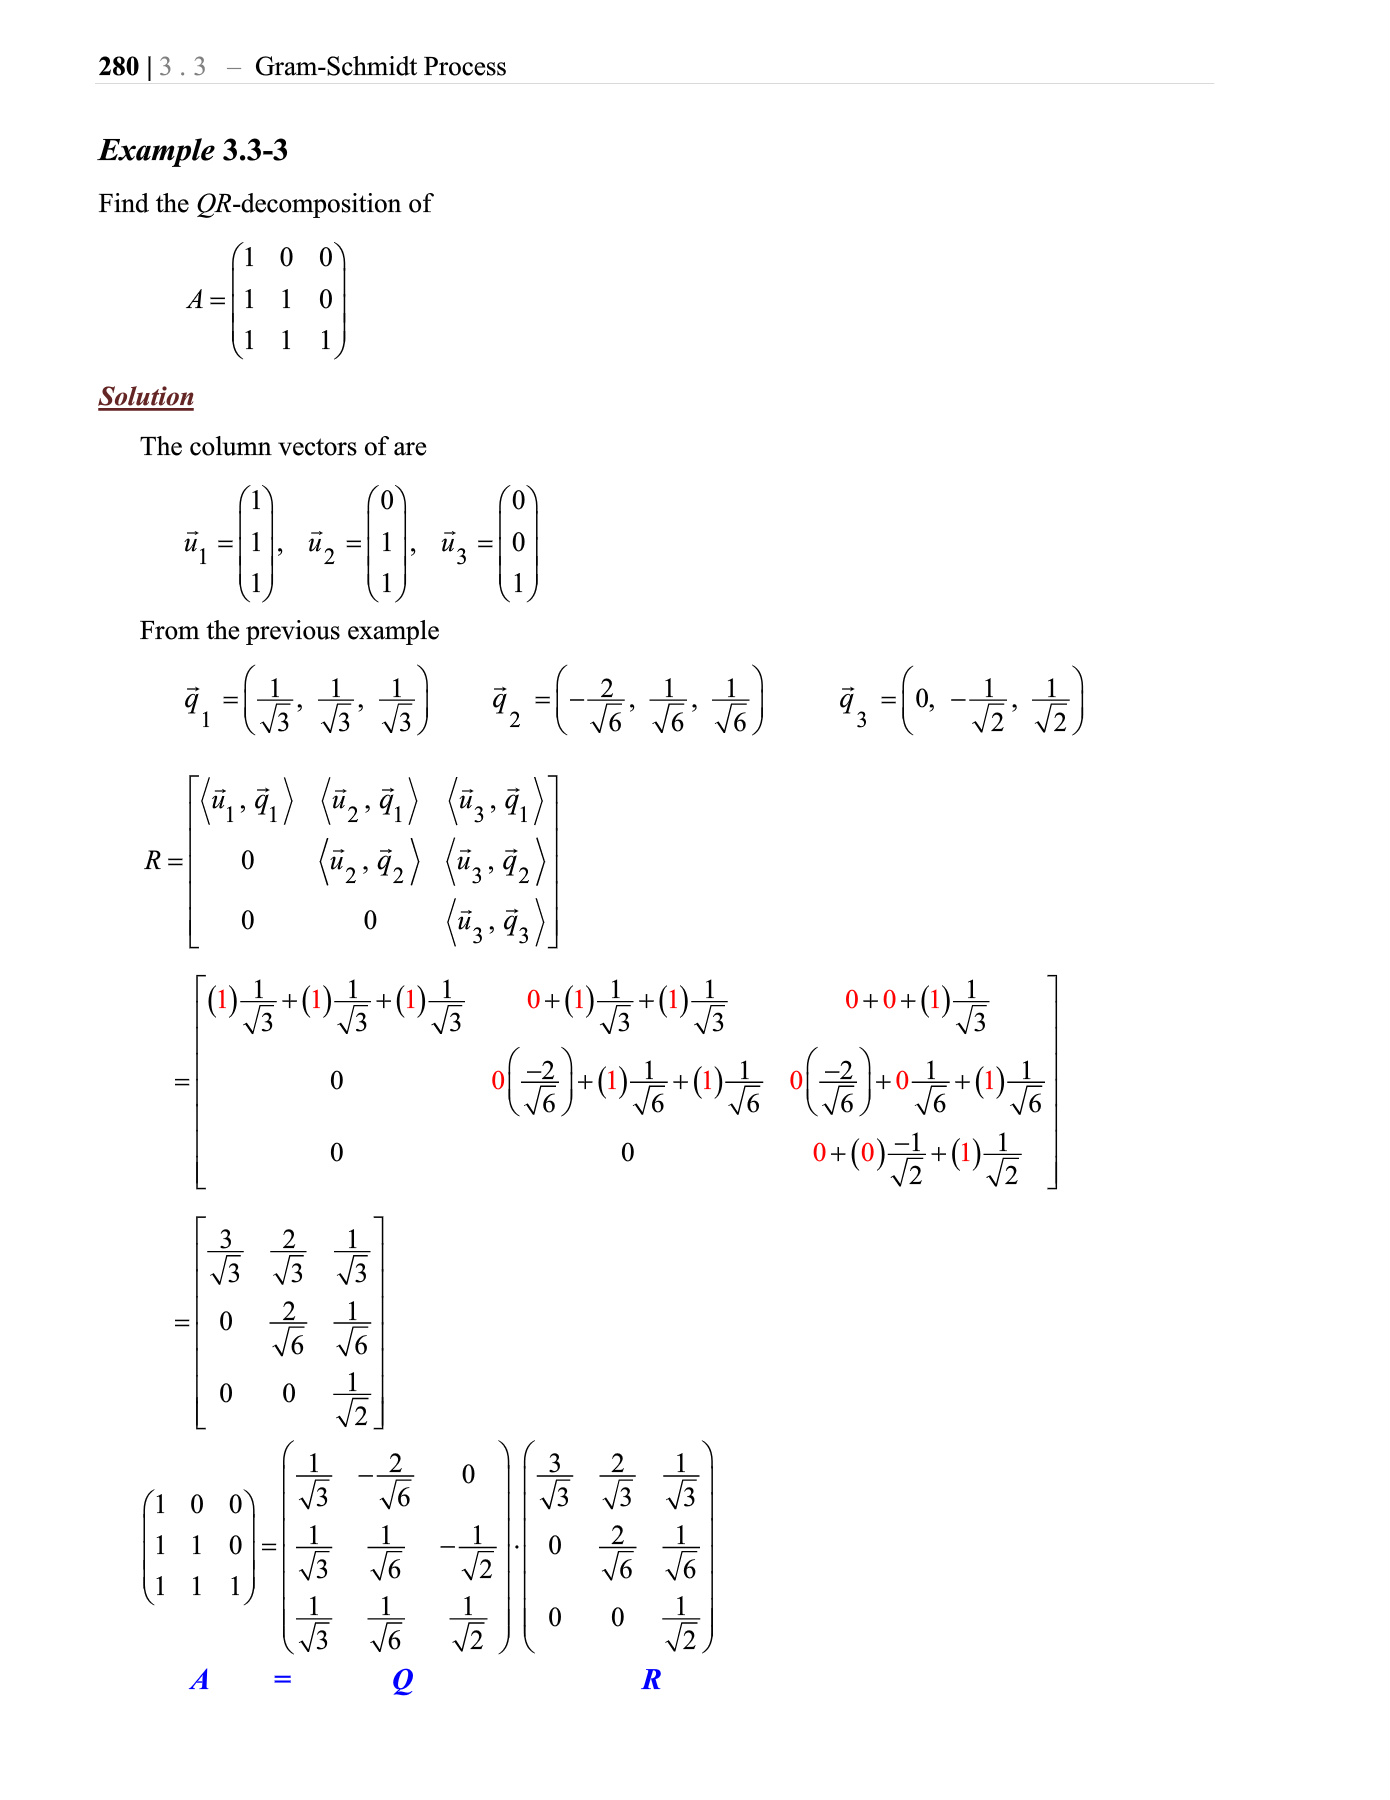 280 | 3 . 3 – Gram-Schmidt Process
Example 3.3-3
Find the QR-decomposition of
A = \begin{pmatrix} 1 & 0 & 0 \\ 1 & 1 & 0 \\ 1 & 1 & 1 \end{pmatrix}
Solution
The column vectors of are
\vec{u}_1 = \begin{pmatrix} 1 \\ 1 \\ 1 \end{pmatrix}, \vec{u}_2 = \begin{pmatrix} 0 \\ 1 \\ 1 \end{pmatrix}, \vec{u}_3 = \begin{pmatrix} 0 \\ 0 \\ 1 \end{pmatrix}
From the previous example
\vec{q}_1 = \left( \frac{1}{\sqrt{3}}, \frac{1}{\sqrt{3}}, \frac{1}{\sqrt{3}} \right) \vec{q}_2 = \left( -\frac{2}{\sqrt{6}}, \frac{1}{\sqrt{6}}, \frac{1}{\sqrt{6}} \right) \vec{q}_3 = \left( 0, -\frac{1}{\sqrt{2}}, \frac{1}{\sqrt{2}} \right)
R = \begin{bmatrix} \langle \vec{u}_1, \vec{q}_1 \rangle & \langle \vec{u}_2, \vec{q}_1 \rangle & \langle \vec{u}_3, \vec{q}_1 \rangle \\ 0 & \langle \vec{u}_2, \vec{q}_2 \rangle & \langle \vec{u}_3, \vec{q}_2 \rangle \\ 0 & 0 & \langle \vec{u}_3, \vec{q}_3 \rangle \end{bmatrix}
= \begin{bmatrix} (1)\frac{1}{\sqrt{3}} + (1)\frac{1}{\sqrt{3}} + (1)\frac{1}{\sqrt{3}} & 0 + (1)\frac{1}{\sqrt{3}} + (1)\frac{1}{\sqrt{3}} & 0 + 0 + (1)\frac{1}{\sqrt{3}} \\ 0 & 0\left(\frac{-2}{\sqrt{6}}\right) + (1)\frac{1}{\sqrt{6}} + (1)\frac{1}{\sqrt{6}} & 0\left(\frac{-2}{\sqrt{6}}\right) + 0\frac{1}{\sqrt{6}} + (1)\frac{1}{\sqrt{6}} \\ 0 & 0 & 0 + (0)\frac{-1}{\sqrt{2}} + (1)\frac{1}{\sqrt{2}} \end{bmatrix}
= \begin{bmatrix} \frac{3}{\sqrt{3}} & \frac{2}{\sqrt{3}} & \frac{1}{\sqrt{3}} \\ 0 & \frac{2}{\sqrt{6}} & \frac{1}{\sqrt{6}} \\ 0 & 0 & \frac{1}{\sqrt{2}} \end{bmatrix}
\begin{pmatrix} 1 & 0 & 0 \\ 1 & 1 & 0 \\ 1 & 1 & 1 \end{pmatrix} = \begin{pmatrix} \frac{1}{\sqrt{3}} & -\frac{2}{\sqrt{6}} & 0 \\ \frac{1}{\sqrt{3}} & \frac{1}{\sqrt{6}} & -\frac{1}{\sqrt{2}} \\ \frac{1}{\sqrt{3}} & \frac{1}{\sqrt{6}} & \frac{1}{\sqrt{2}} \end{pmatrix} \cdot \begin{pmatrix} \frac{3}{\sqrt{3}} & \frac{2}{\sqrt{3}} & \frac{1}{\sqrt{3}} \\ 0 & \frac{2}{\sqrt{6}} & \frac{1}{\sqrt{6}} \\ 0 & 0 & \frac{1}{\sqrt{2}} \end{pmatrix}
A = Q R